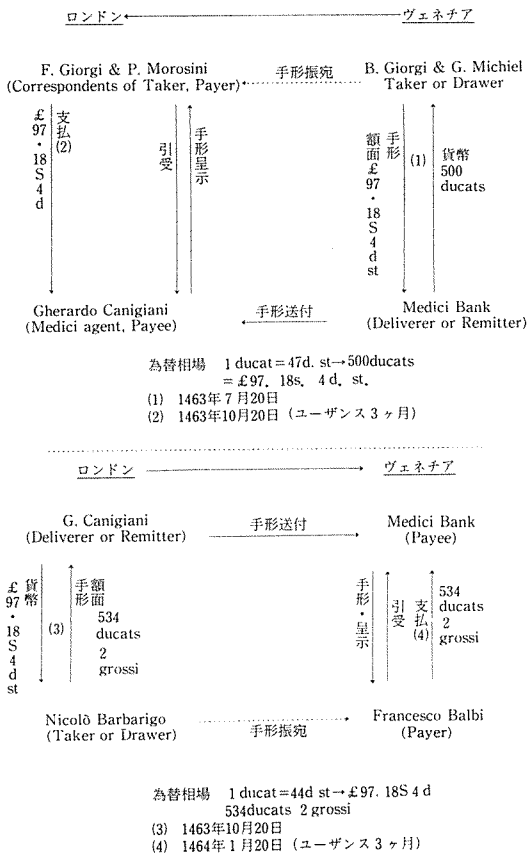 ロンドン ヴェネチア
F. Giorgi & P. Morosini
(Correspondents of Taker, Payer)
手形振宛
B. Giorgi & G. Michiel
Taker or Drawer
£97・18S4d
支払(2)
引受
手形呈示
額面£97・18S4d st
手形
(1)
貨幣
500
ducats
Gherardo Canigiani
(Medici agent, Payee)
手形送付
Medici Bank
(Deliverer or Remitter)
為替相場 1 ducat=47d. st→500ducats
=£97. 18s. 4 d. st.
(1) 1463年7月20日
(2) 1463年10月20日(ユーザンス3ヶ月)
ロンドン ヴェネチア
G. Canigiani
(Deliverer or Remitter)
手形送付
Medici Bank
(Payee)
£97・18S4d st
貨幣
(3)
手形
額面
534
ducats
2
grossi
手形・呈示
引受
支払(4)
534
ducats
2
grossi
Nicolò Barbarigo
(Taker or Drawer)
手形振宛
Francesco Balbi
(Payer)
為替相場 1 ducat=44d st→£97. 18S 4 d
534ducats 2 grossi
(3) 1463年10月20日
(4) 1464年1月20日(ユーザンス3ヶ月)